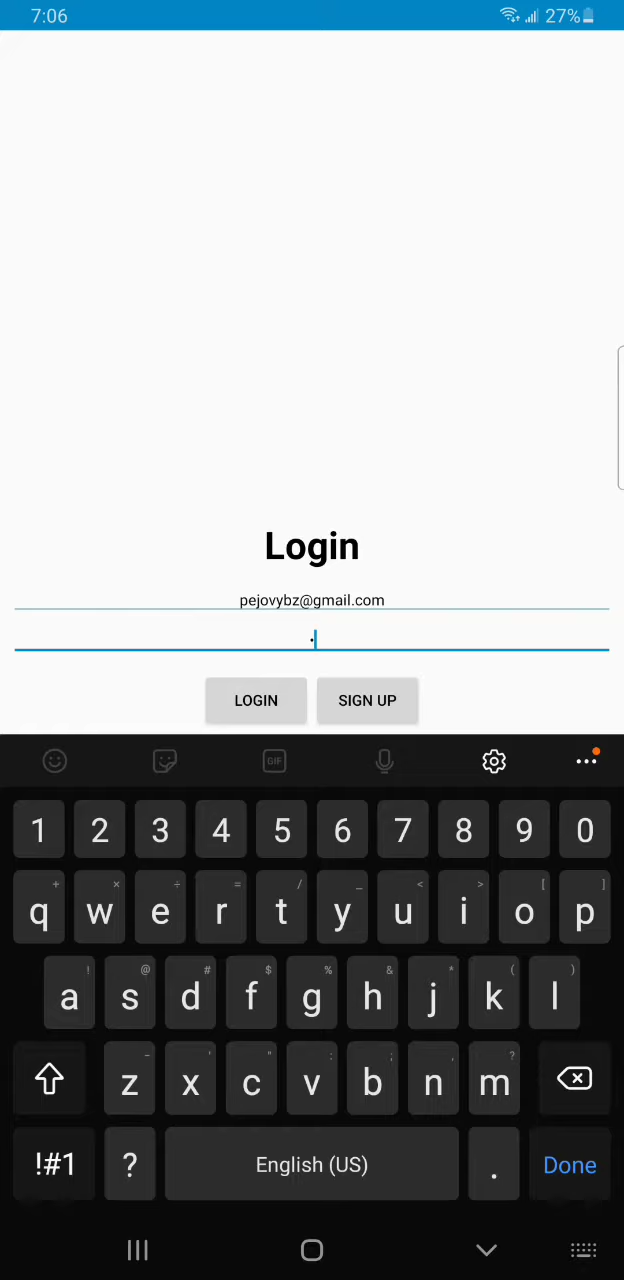 7:06 27%
Login
pejovybz@gmail.com
LOGIN SIGN UP
GIF
1 2 3 4 5 6 7 8 9 0
+ × ÷ = / _ < > [ ]
q w e r t y u i o p
! @ # $ % & * ( )
a s d f g h j k l
- ' " : ; , ?
z x c v b n m
!#1 ? English (US) . Done